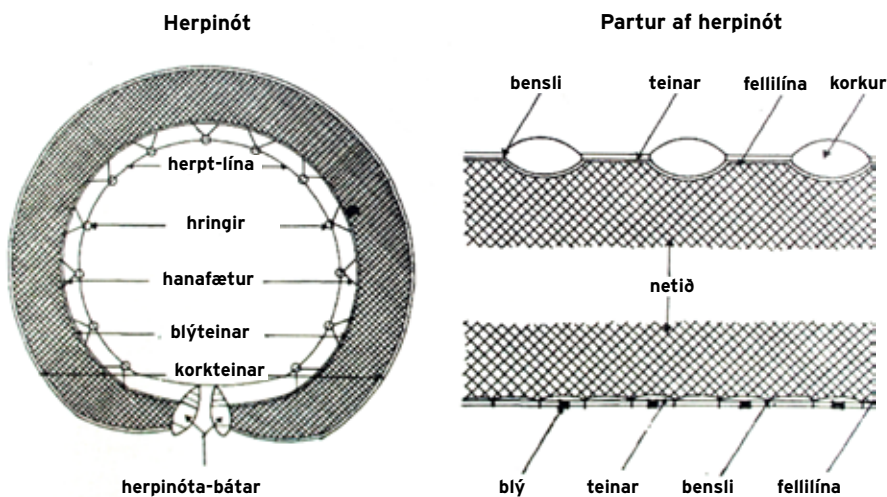 Herpinót
herpt-lína
hringir
hanafætur
blýteinar
korkteinar
herpinóta-bátar
Partur af herpinót
bensli teinar fellilína korkur
netið
blý teinar bensli fellilína